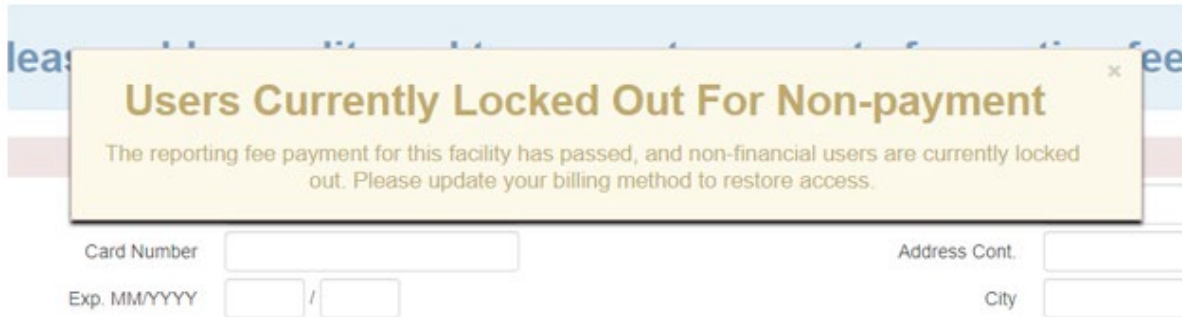 Users Currently Locked Out For Non-payment
×
The reporting fee payment for this facility has passed, and non-financial users are currently locked
out. Please update your billing method to restore access.
Card Number
Address Cont.
Exp. MM/YYYY
/
City